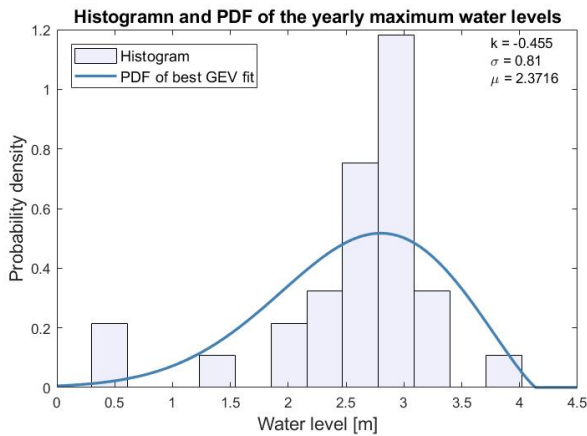 Histogramn and PDF of the yearly maximum water levels
Histogram
PDF of best GEV fit
k = -0.455
σ = 0.81
μ = 2.3716
Probability density
1.2
1
0.8
0.6
0.4
0.2
0
0 0.5 1 1.5 2 2.5 3 3.5 4 4.5
Water level [m]